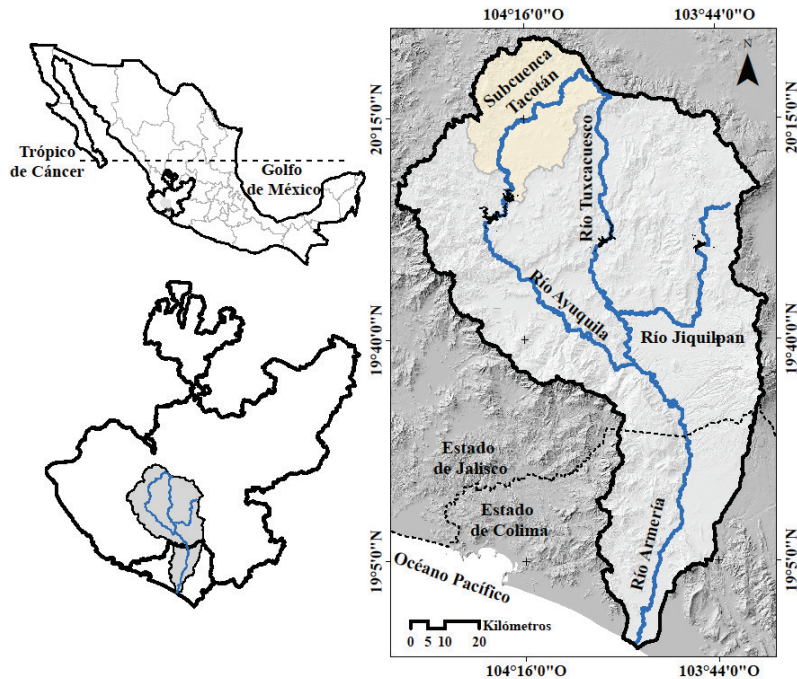 Trópico
de Cáncer
Golfo
de México
104°16'0"O
103°44'0"O
N
20°15'0"N
20°15'0"N
Subcuenca
Tacotán
Río Tuxcacuesco
Río Ayuquila
Río Jiquilpan
19°40'0"N
19°40'0"N
Estado
de Jalisco
Estado
de Colima
Río Armería
19°5'0"N
19°5'0"N
Océano Pacífico
Kilómetros
0 5 10 20
104°16'0"O
103°44'0"O